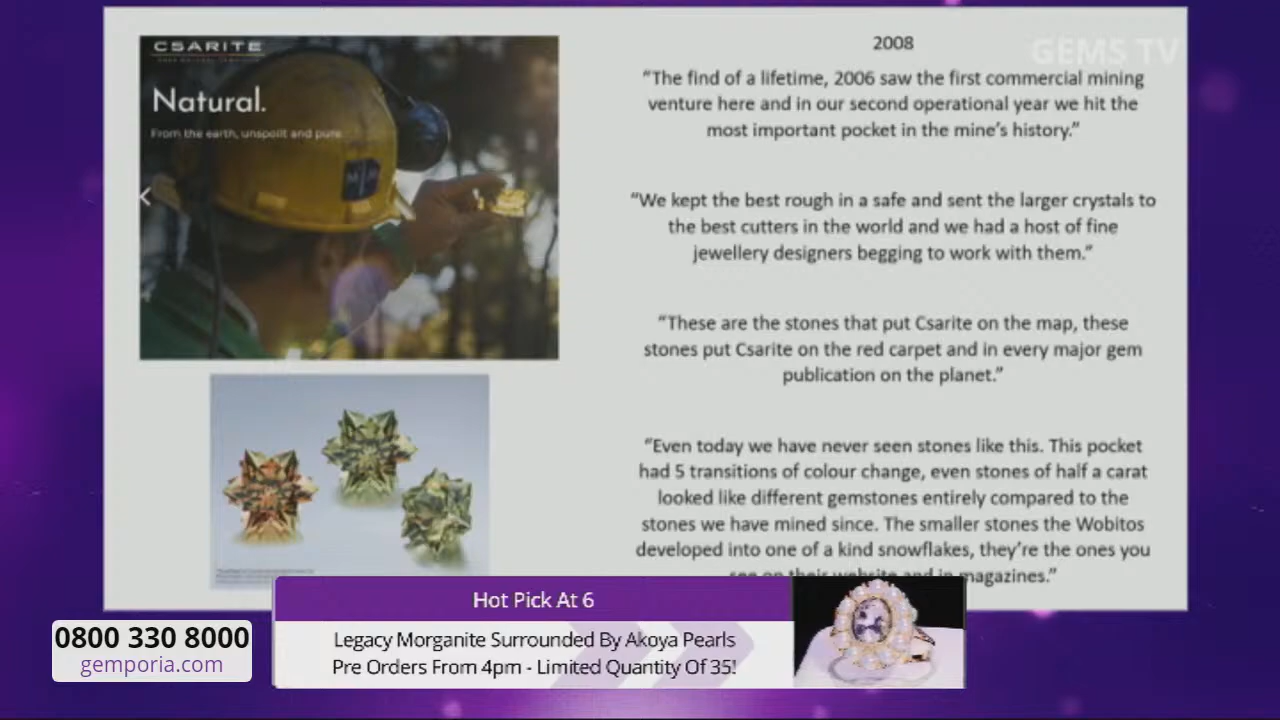 CSARITE
Natural.
From the earth, unspoilt and pure
GEMS TV
2008
“The find of a lifetime, 2006 saw the first commercial mining
venture here and in our second operational year we hit the
most important pocket in the mine’s history.”
“We kept the best rough in a safe and sent the larger crystals to
the best cutters in the world and we had a host of fine
jewellery designers begging to work with them.”
“These are the stones that put Csarite on the map, these
stones put Csarite on the red carpet and in every major gem
publication on the planet.”
“Even today we have never seen stones like this. This pocket
had 5 transitions of colour change, even stones of half a carat
looked like different gemstones entirely compared to the
stones we have mined since. The smaller stones the Wobitos
developed into one of a kind snowflakes, they’re the ones you
see on their website and in magazines.”
Hot Pick At 6
Legacy Morganite Surrounded By Akoya Pearls
Pre Orders From 4pm - Limited Quantity Of 35!
0800 330 8000
gemporia.com